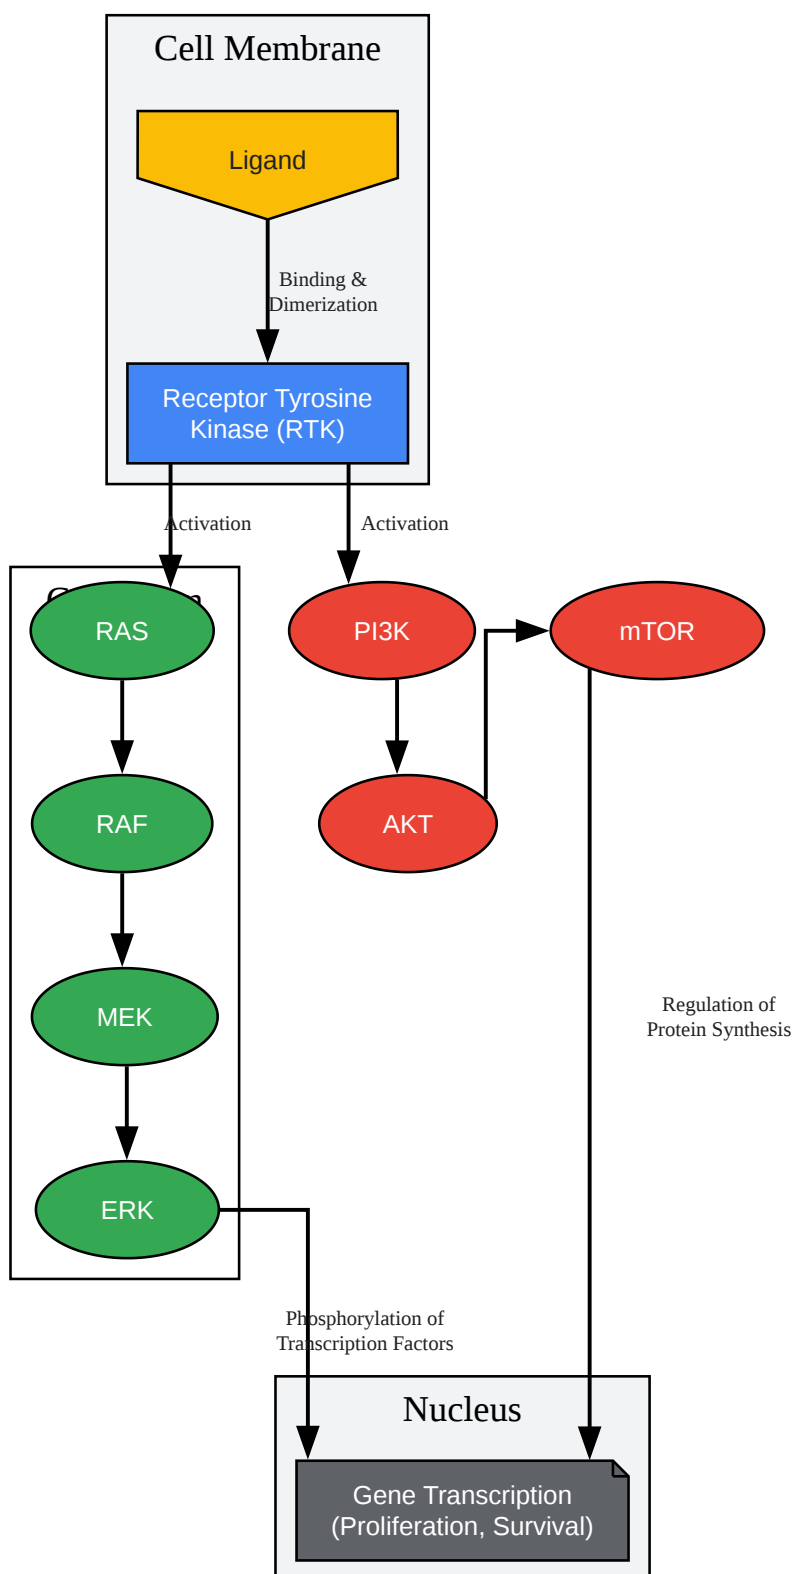 Cell Membrane
Ligand
Binding &
Dimerization
Receptor Tyrosine
Kinase (RTK)
Activation
Activation
RAS
PI3K
mTOR
RAF
AKT
MEK
Regulation of
Protein Synthesis
ERK
Phosphorylation of
Transcription Factors
Nucleus
Gene Transcription
(Proliferation, Survival)